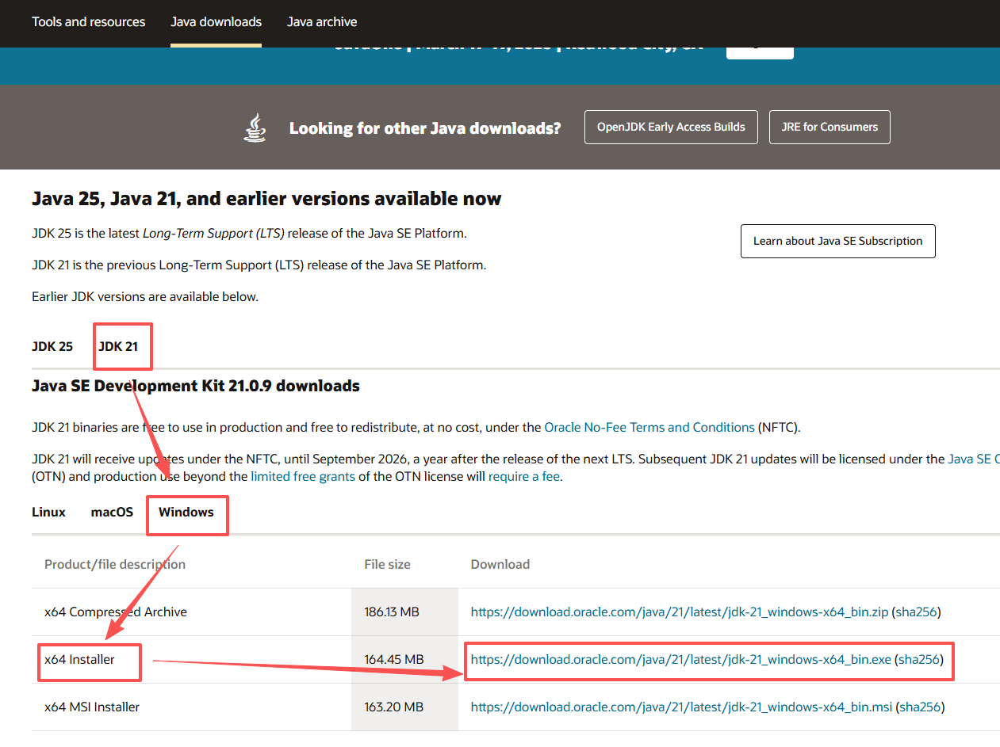 Tools and resources Java downloads Java archive
Looking for other Java downloads? OpenJDK Early Access Builds JRE for Consumers
Java 25, Java 21, and earlier versions available now
JDK 25 is the latest Long-Term Support (LTS) release of the Java SE Platform.
Learn about Java SE Subscription
JDK 21 is the previous Long-Term Support (LTS) release of the Java SE Platform.
Earlier JDK versions are available below.
JDK 25 JDK 21
Java SE Development Kit 21.0.9 downloads
JDK 21 binaries are free to use in production and free to redistribute, at no cost, under the Oracle No-Fee Terms and Conditions (NFTC).
JDK 21 will receive updates under the NFTC, until September 2026, a year after the release of the next LTS. Subsequent JDK 21 updates will be licensed under the Java SE
(OTN) and production use beyond the limited free grants of the OTN license will require a fee.
Linux macOS Windows
Product/file description File size Download
x64 Compressed Archive 186.13 MB https://download.oracle.com/java/21/latest/jdk-21_windows-x64_bin.zip (sha256)
x64 Installer 164.45 MB https://download.oracle.com/java/21/latest/jdk-21_windows-x64_bin.exe (sha256)
x64 MSI Installer 163.20 MB https://download.oracle.com/java/21/latest/jdk-21_windows-x64_bin.msi (sha256)